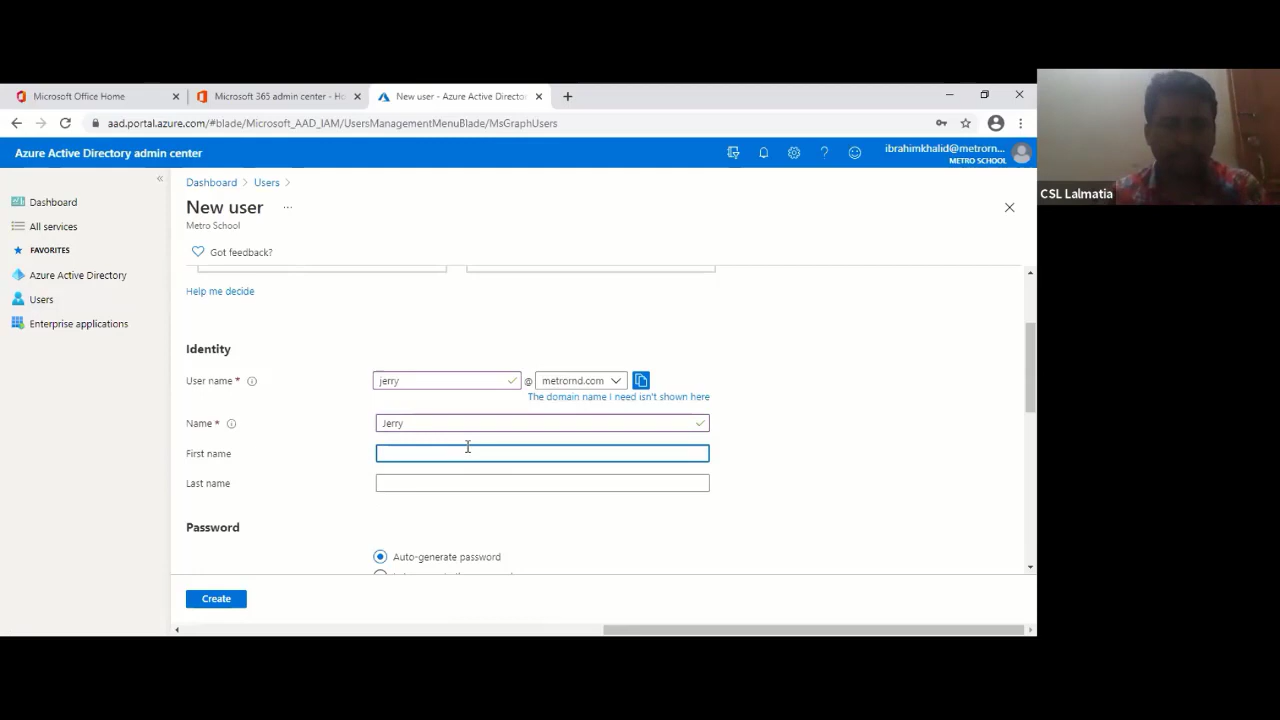 Microsoft Office Home
Microsoft 365 admin center - Ho
New user - Azure Active Director
aad.portal.azure.com/#blade/Microsoft_AAD_IAM/UsersManagementMenuBlade/MsGraphUsers
Azure Active Directory admin center
ibrahimkhalid@metrorn...
METRO SCHOOL
CSL Lalmatia
Dashboard
All services
FAVORITES
Azure Active Directory
Users
Enterprise applications
Dashboard > Users >
New user ...
Metro School
Got feedback?
Help me decide
Identity
User name * jerry @ metrornd.com
The domain name I need isn't shown here
Name * Jerry
First name
Last name
Password
Auto-generate password
Create